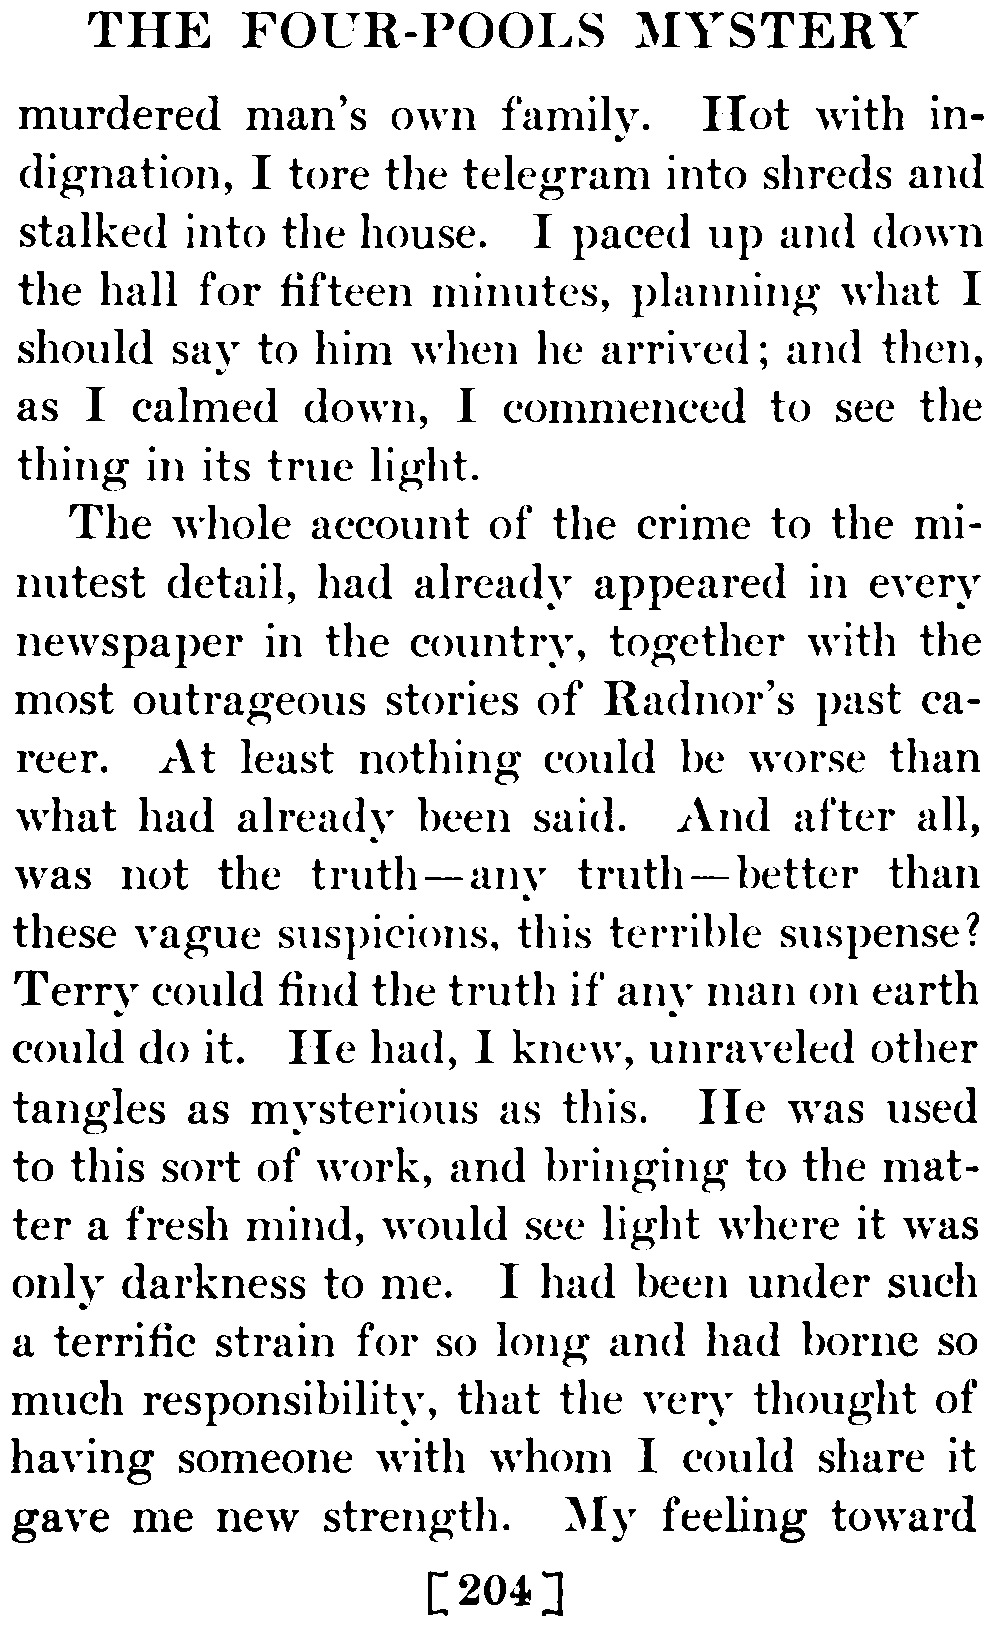 THE FOUR-POOLS MYSTERY
murdered man's own family. Hot with in-
dignation, I tore the telegram into shreds and
stalked into the house. I paced up and down
the hall for fifteen minutes, planning what I
should say to him when he arrived; and then,
as I calmed down, I commenced to see the
thing in its true light.
The whole account of the crime to the mi-
nutest detail, had already appeared in every
newspaper in the country, together with the
most outrageous stories of Radnor's past ca-
reer. At least nothing could be worse than
what had already been said. And after all,
was not the truth—any truth—better than
these vague suspicions, this terrible suspense?
Terry could find the truth if any man on earth
could do it. He had, I knew, unraveled other
tangles as mysterious as this. He was used
to this sort of work, and bringing to the mat-
ter a fresh mind, would see light where it was
only darkness to me. I had been under such
a terrific strain for so long and had borne so
much responsibility, that the very thought of
having someone with whom I could share it
gave me new strength. My feeling toward
[204]